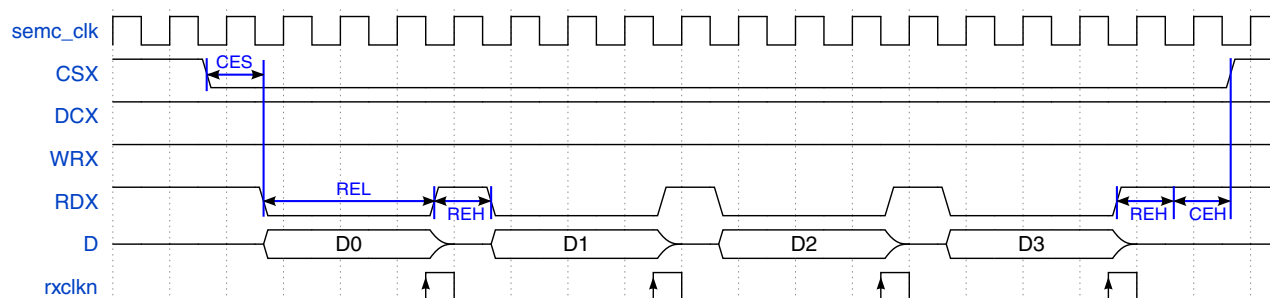 semc_clk
CSX CES
DCX
WRX
RDX REL REH REH CEH
D D0 D1 D2 D3
rxclkn